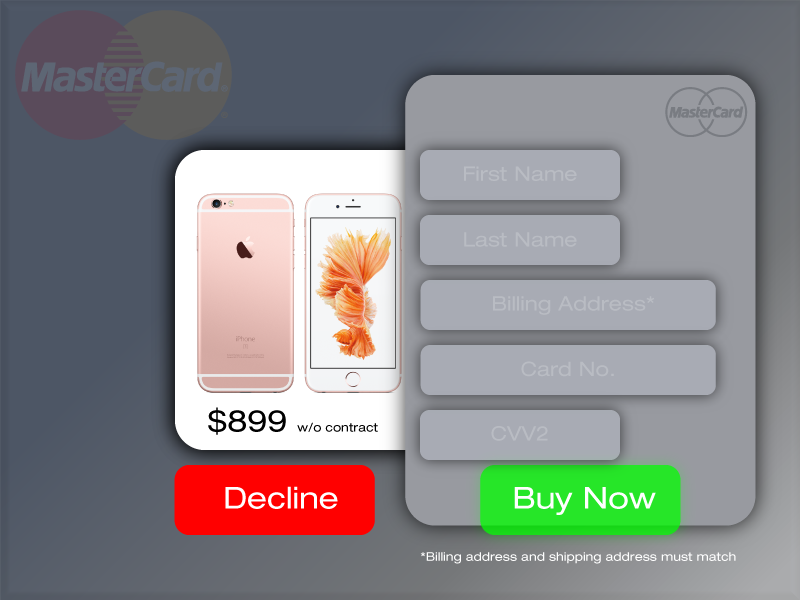 MasterCard
MasterCard
First Name
Last Name
Billing Address*
Card No.
CVV2
iPhone
$899 w/o contract
Decline
Buy Now
*Billing address and shipping address must match